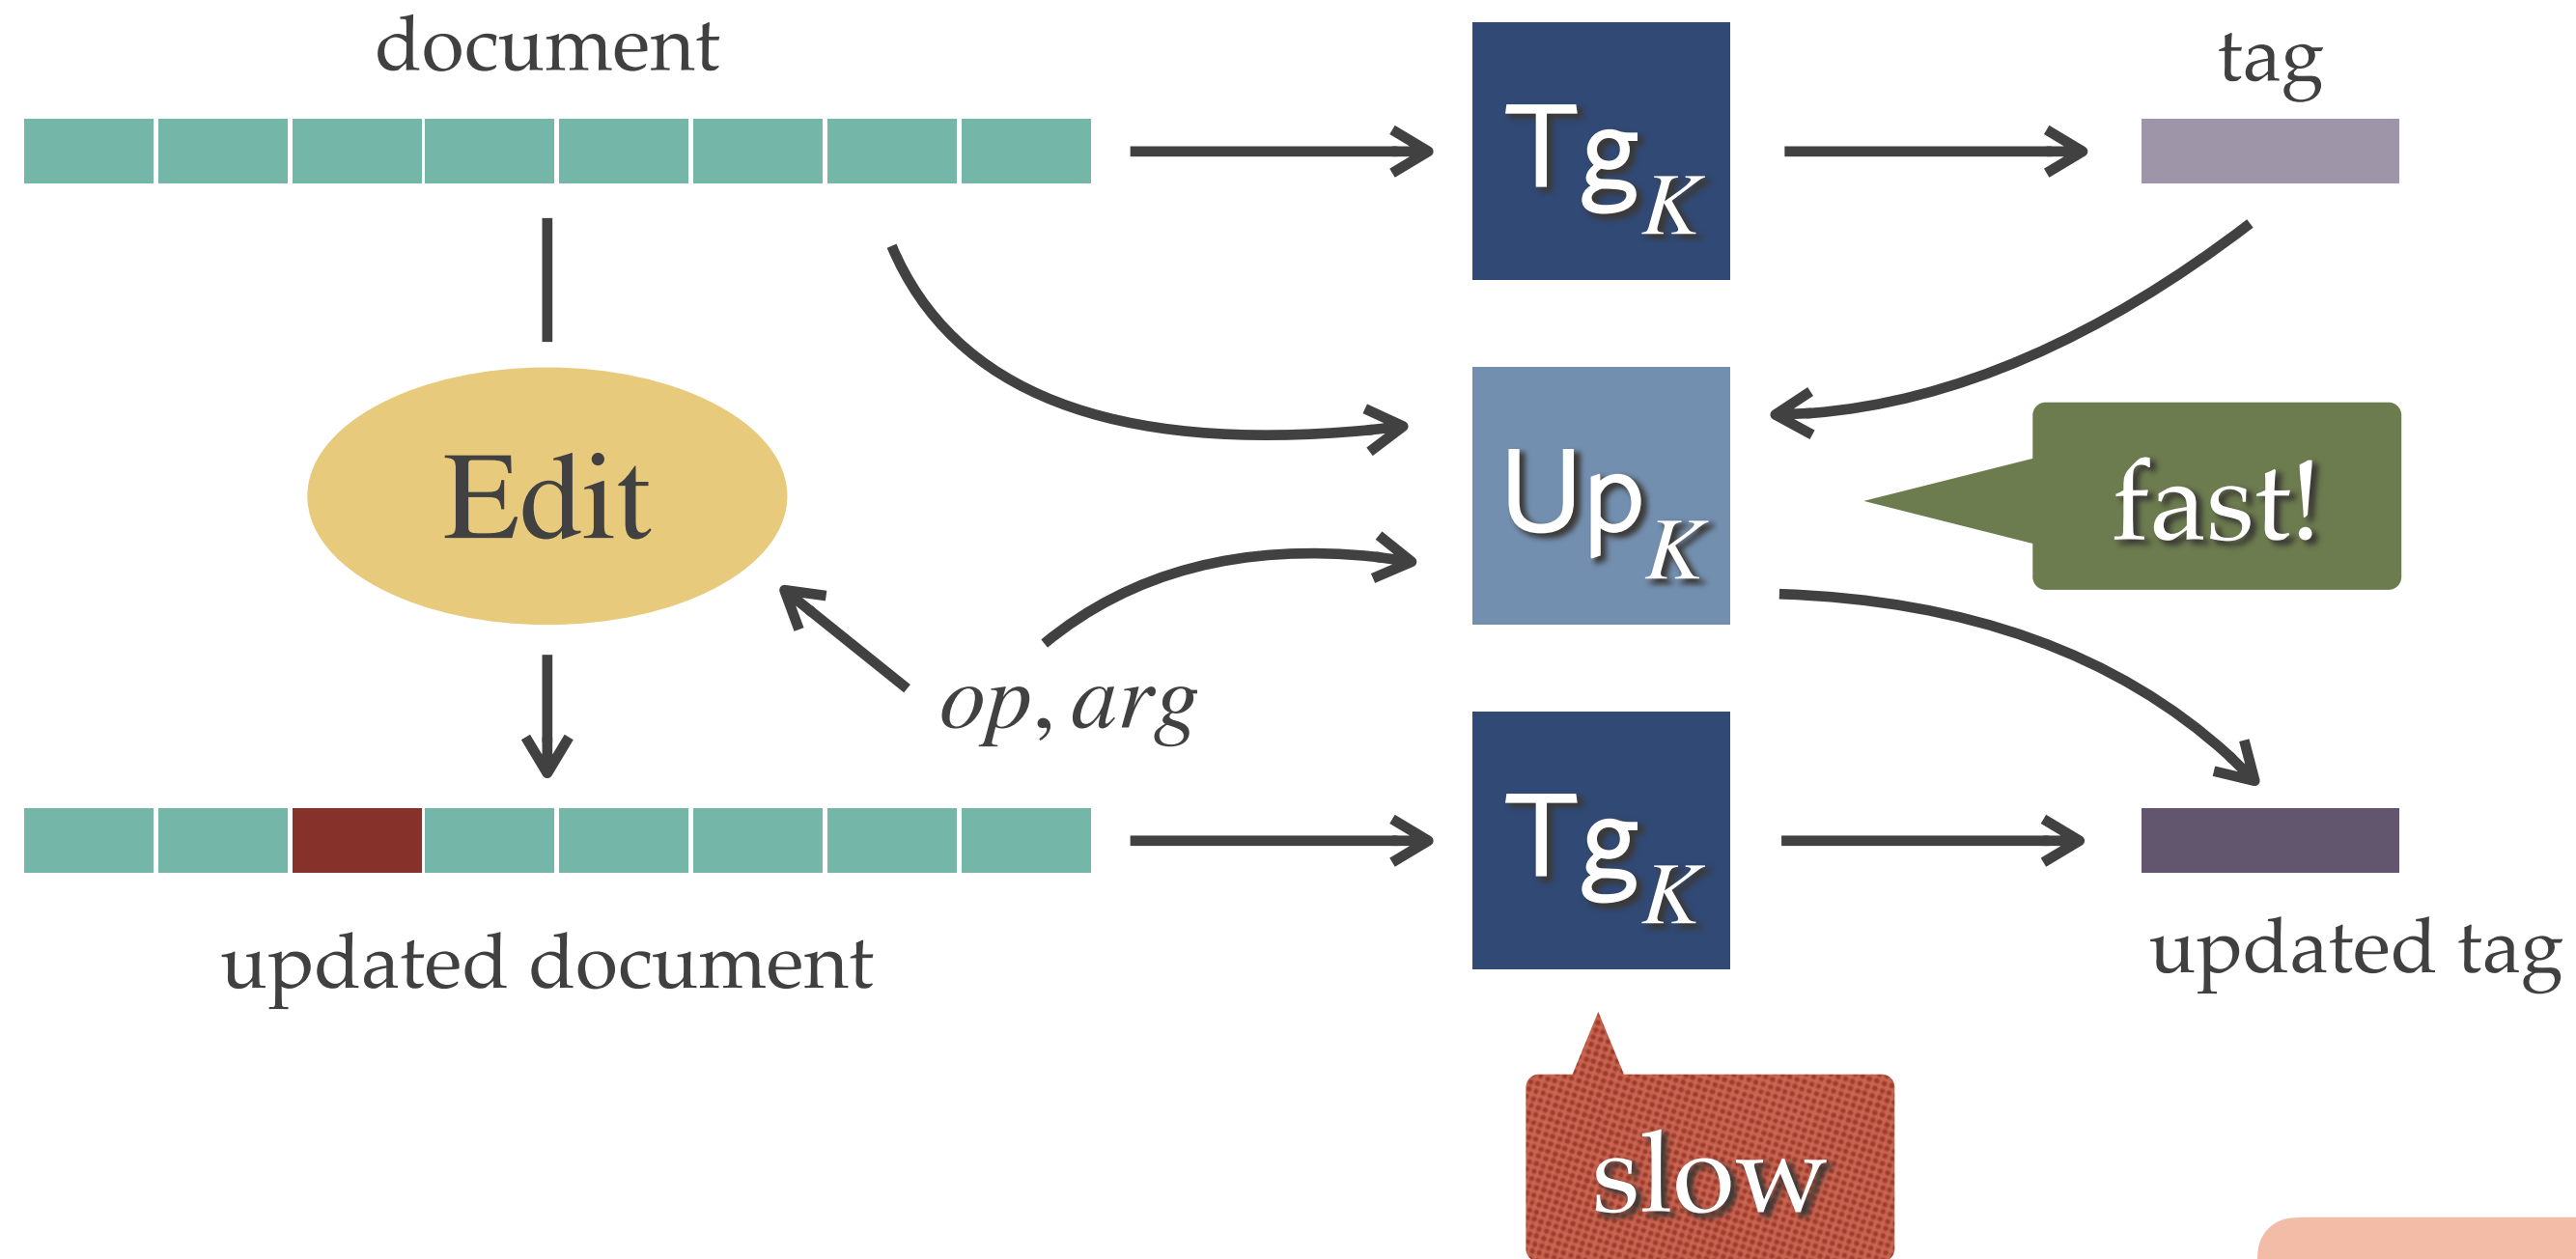 document
tag
Tg_K
Edit
Up_K
fast!
op, arg
Tg_K
updated document
updated tag
slow